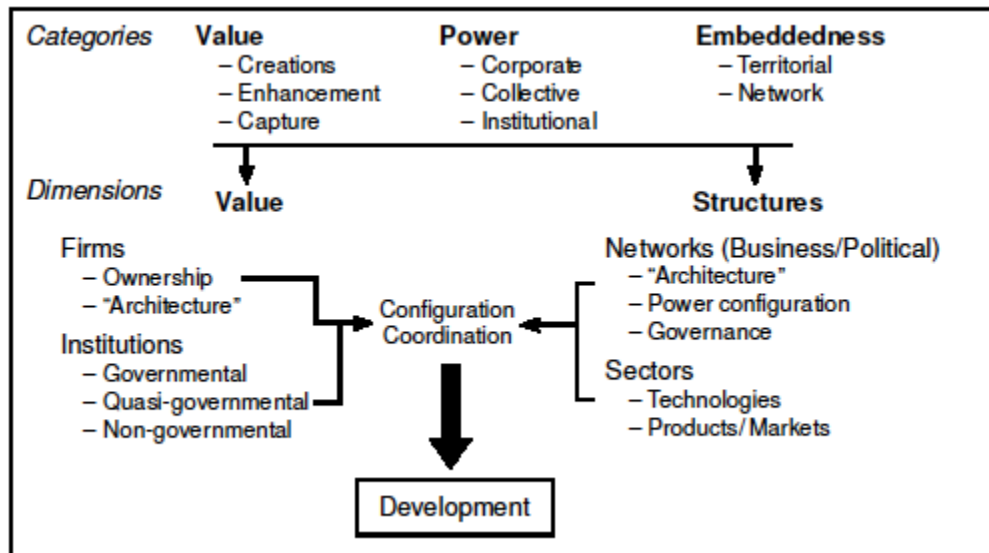 Categories
Value
– Creations
– Enhancement
– Capture
Power
– Corporate
– Collective
– Institutional
Embeddedness
– Territorial
– Network
Dimensions
Value
Structures
Firms
– Ownership
– “Architecture”
Institutions
– Governmental
– Quasi-governmental
– Non-governmental
Configuration
Coordination
Networks (Business/Political)
– “Architecture”
– Power configuration
– Governance
Sectors
– Technologies
– Products/Markets
Development